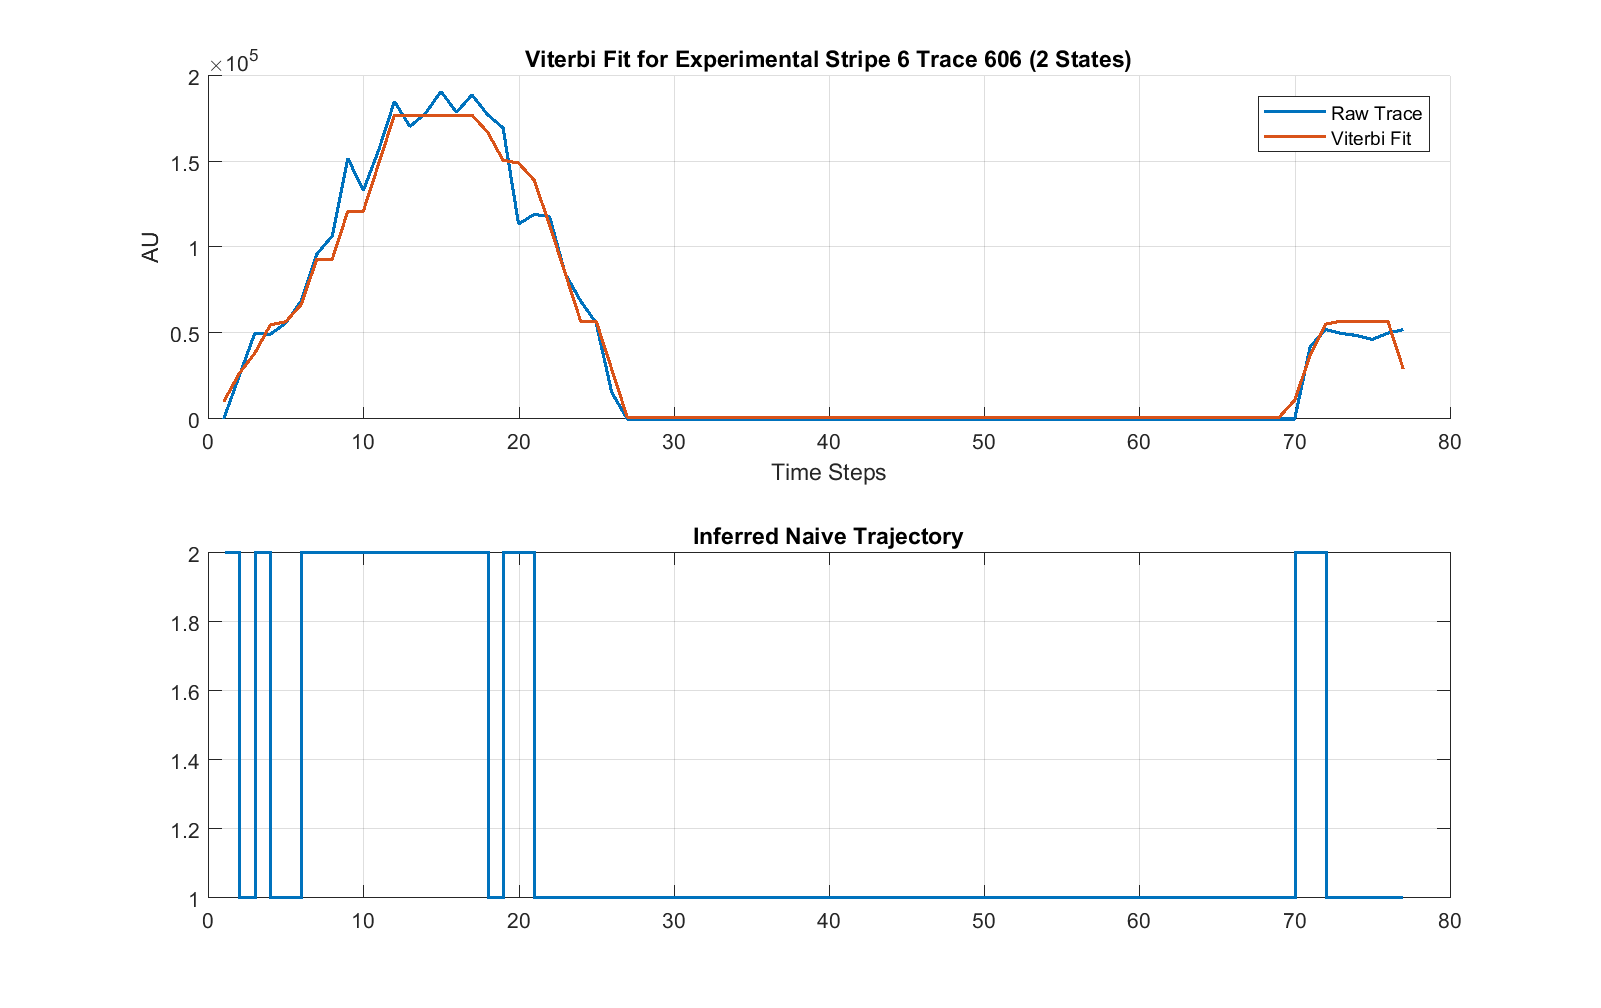 Viterbi Fit for Experimental Stripe 6 Trace 606 (2 States)
×10^5
2
1.5
1
0.5
0
AU
Raw Trace
Viterbi Fit
0 10 20 30 40 50 60 70 80
Time Steps
Inferred Naive Trajectory
2
1.8
1.6
1.4
1.2
1
0 10 20 30 40 50 60 70 80